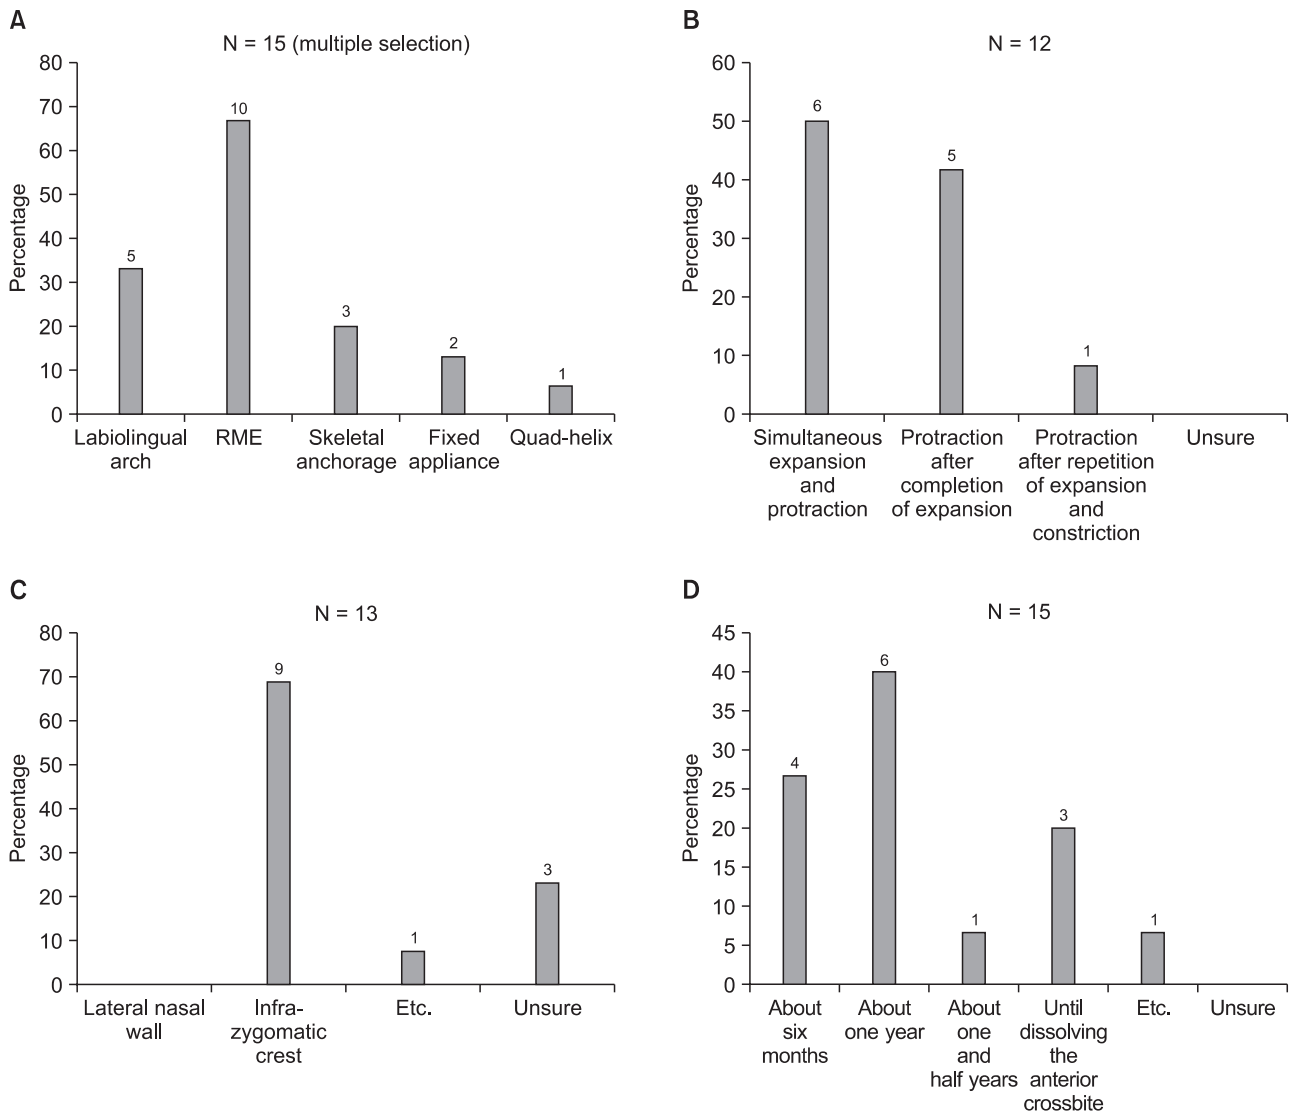 A
N = 15 (multiple selection)
Percentage
80
70
60
50
40
30
20
10
0
5
10
3
2
1
Labiolingual
arch
RME
Skeletal
anchorage
Fixed
appliance
Quad-helix
B
N = 12
Percentage
60
50
40
30
20
10
0
6
5
1
Simultaneous
expansion
and
protraction
Protraction
after
completion
of expansion
Protraction
after repetition
of expansion
and
constriction
Unsure
C
N = 13
Percentage
80
70
60
50
40
30
20
10
0
9
1
3
Lateral nasal
wall
Infra-
zygomatic
crest
Etc.
Unsure
D
N = 15
Percentage
45
40
35
30
25
20
15
10
5
0
4
6
1
3
1
About
six
months
About
one year
About
one
and
half years
Until
dissolving
the
anterior
crossbite
Etc.
Unsure